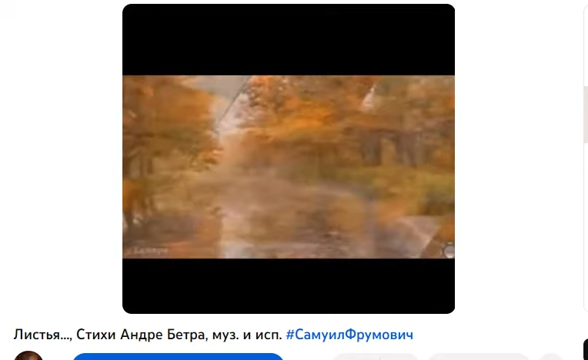 Листья..., Стихи Андре Бетра, муз. и исп. #СамуилФрумович